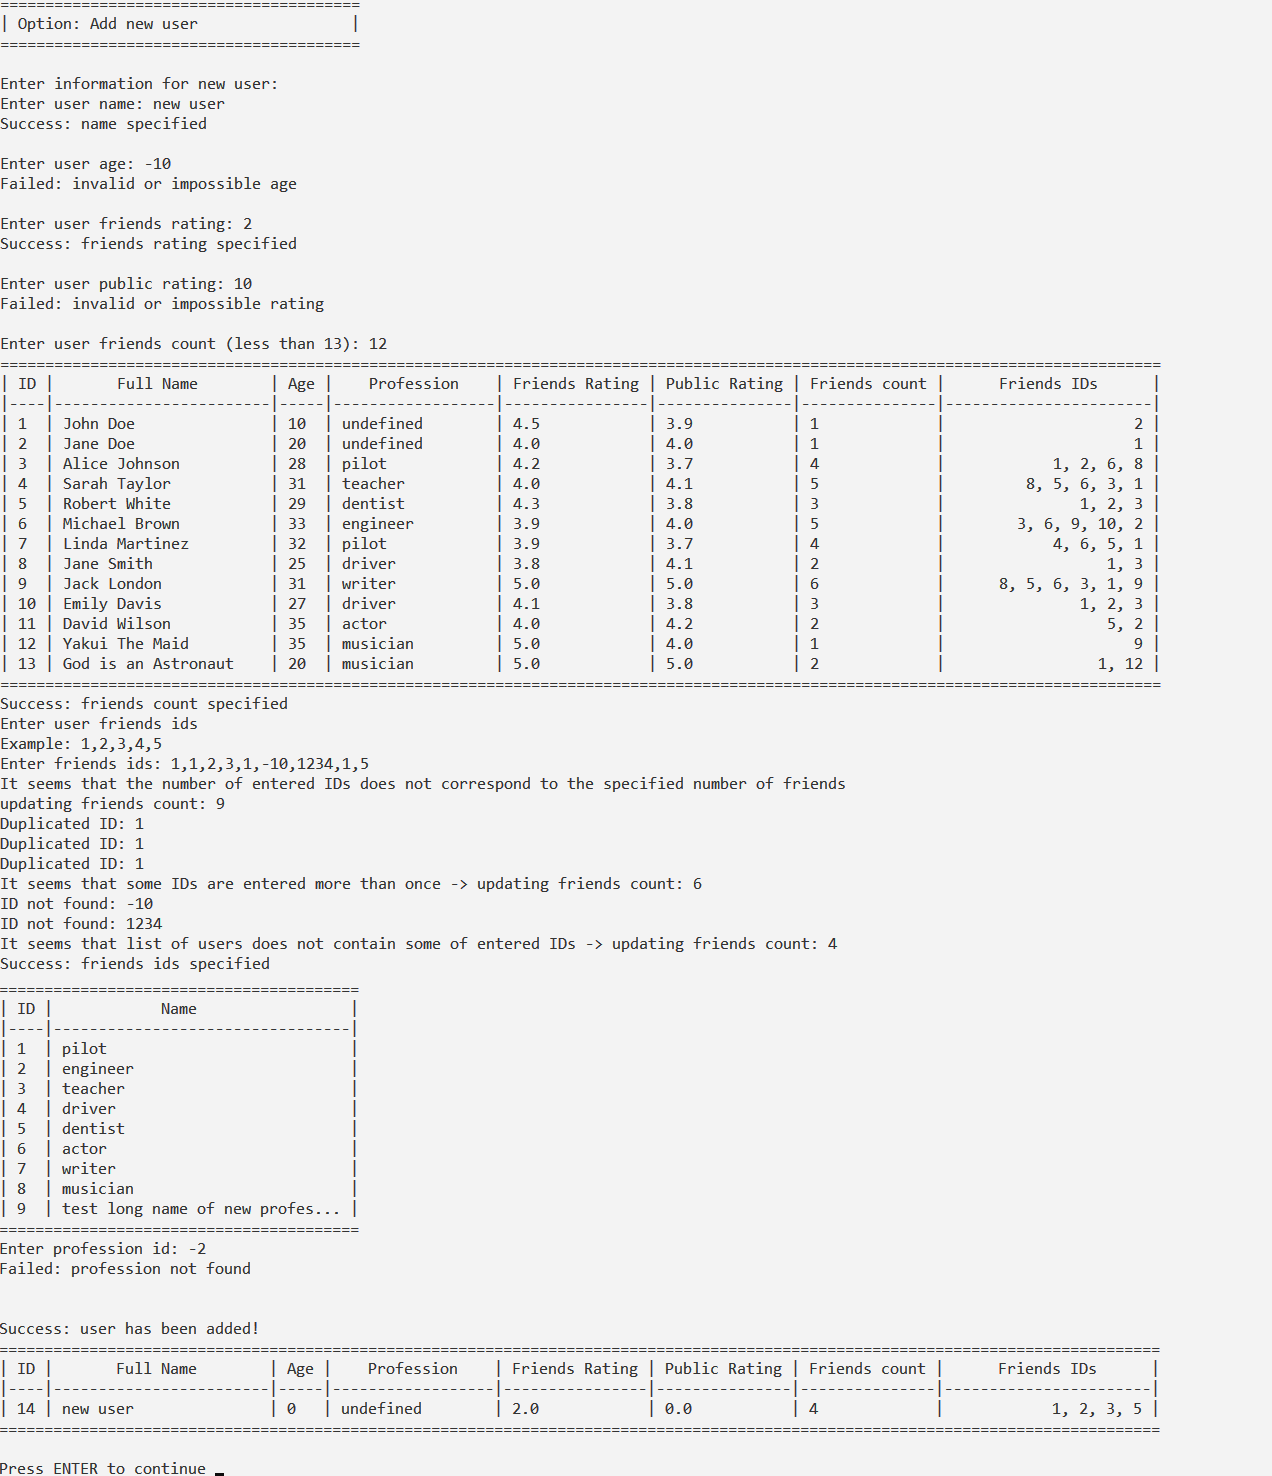 ========================================
| Option: Add new user                 |
========================================
Enter information for new user:
Enter user name: new user
Success: name specified
Enter user age: -10
Failed: invalid or impossible age
Enter user friends rating: 2
Success: friends rating specified
Enter user public rating: 10
Failed: invalid or impossible rating
Enter user friends count (less than 13): 12
=================================================================================================================================
| ID |       Full Name        | Age |    Profession    | Friends Rating | Public Rating | Friends count |      Friends IDs      |
|----|------------------------|-----|------------------|----------------|---------------|---------------|-----------------------|
| 1  | John Doe               | 10  | undefined        | 4.5            | 3.9           | 1             |                     2 |
| 2  | Jane Doe               | 20  | undefined        | 4.0            | 4.0           | 1             |                     1 |
| 3  | Alice Johnson          | 28  | pilot            | 4.2            | 3.7           | 4             |            1, 2, 6, 8 |
| 4  | Sarah Taylor           | 31  | teacher          | 4.0            | 4.1           | 5             |         8, 5, 6, 3, 1 |
| 5  | Robert White           | 29  | dentist          | 4.3            | 3.8           | 3             |               1, 2, 3 |
| 6  | Michael Brown          | 33  | engineer         | 3.9            | 4.0           | 5             |        3, 6, 9, 10, 2 |
| 7  | Linda Martinez         | 32  | pilot            | 3.9            | 3.7           | 4             |            4, 6, 5, 1 |
| 8  | Jane Smith             | 25  | driver           | 3.8            | 4.1           | 2             |                  1, 3 |
| 9  | Jack London            | 31  | writer           | 5.0            | 5.0           | 6             |      8, 5, 6, 3, 1, 9 |
| 10 | Emily Davis            | 27  | driver           | 4.1            | 3.8           | 3             |               1, 2, 3 |
| 11 | David Wilson           | 35  | actor            | 4.0            | 4.2           | 2             |                  5, 2 |
| 12 | Yakui The Maid         | 35  | musician         | 5.0            | 4.0           | 1             |                     9 |
| 13 | God is an Astronaut    | 20  | musician         | 5.0            | 5.0           | 2             |                 1, 12 |
=================================================================================================================================
Success: friends count specified
Enter user friends ids
Example: 1,2,3,4,5
Enter friends ids: 1,1,2,3,1,-10,1234,1,5
It seems that the number of entered IDs does not correspond to the specified number of friends
updating friends count: 9
Duplicated ID: 1
Duplicated ID: 1
Duplicated ID: 1
It seems that some IDs are entered more than once -> updating friends count: 6
ID not found: -10
ID not found: 1234
It seems that list of users does not contain some of entered IDs -> updating friends count: 4
Success: friends ids specified
========================================
| ID |            Name                 |
|----|---------------------------------|
| 1  | pilot                           |
| 2  | engineer                        |
| 3  | teacher                         |
| 4  | driver                          |
| 5  | dentist                         |
| 6  | actor                           |
| 7  | writer                          |
| 8  | musician                        |
| 9  | test long name of new profes... |
========================================
Enter profession id: -2
Failed: profession not found
Success: user has been added!
=================================================================================================================================
| ID |       Full Name        | Age |    Profession    | Friends Rating | Public Rating | Friends count |      Friends IDs      |
|----|------------------------|-----|------------------|----------------|---------------|---------------|-----------------------|
| 14 | new user               | 0   | undefined        | 2.0            | 0.0           | 4             |            1, 2, 3, 5 |
=================================================================================================================================
Press ENTER to continue